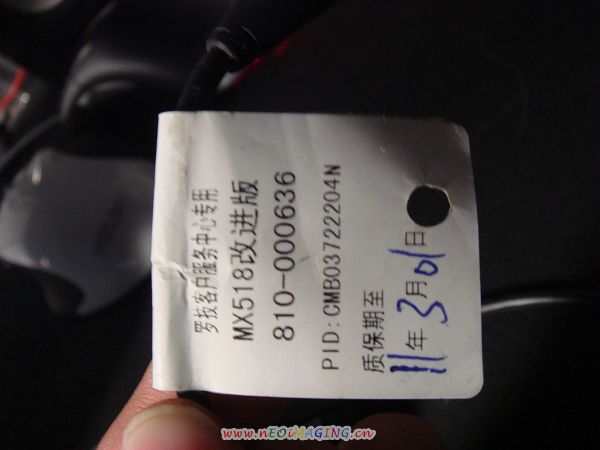 罗技客户服务中心专用
MX518改进版
810-000636
PID:CMB03722204N
质保期至
11年3月01日
www.nEOiMAGING.cn